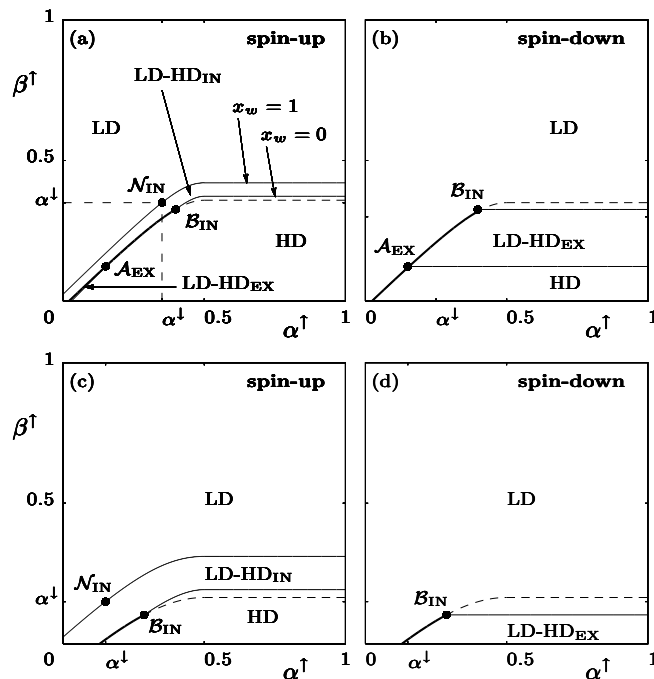 1
(a)
spin-up
(b)
spin-down
LD-HD_IN
β↑
LD
x_w = 1
x_w = 0
LD
0.5
𝒩_IN
α↓
ℬ_IN
ℬ_IN
𝒜_EX
HD
𝒜_EX
LD-HD_EX
LD-HD_EX
HD
0
α↓
0.5
α↑
1
0
α↓
0.5
α↑
1
1
(c)
spin-up
(d)
spin-down
β↑
0.5
LD
LD
𝒩_IN
LD-HD_IN
α↓
ℬ_IN
HD
ℬ_IN
LD-HD_EX
0
α↓
0.5
α↑
1
0
α↓
0.5
α↑
1